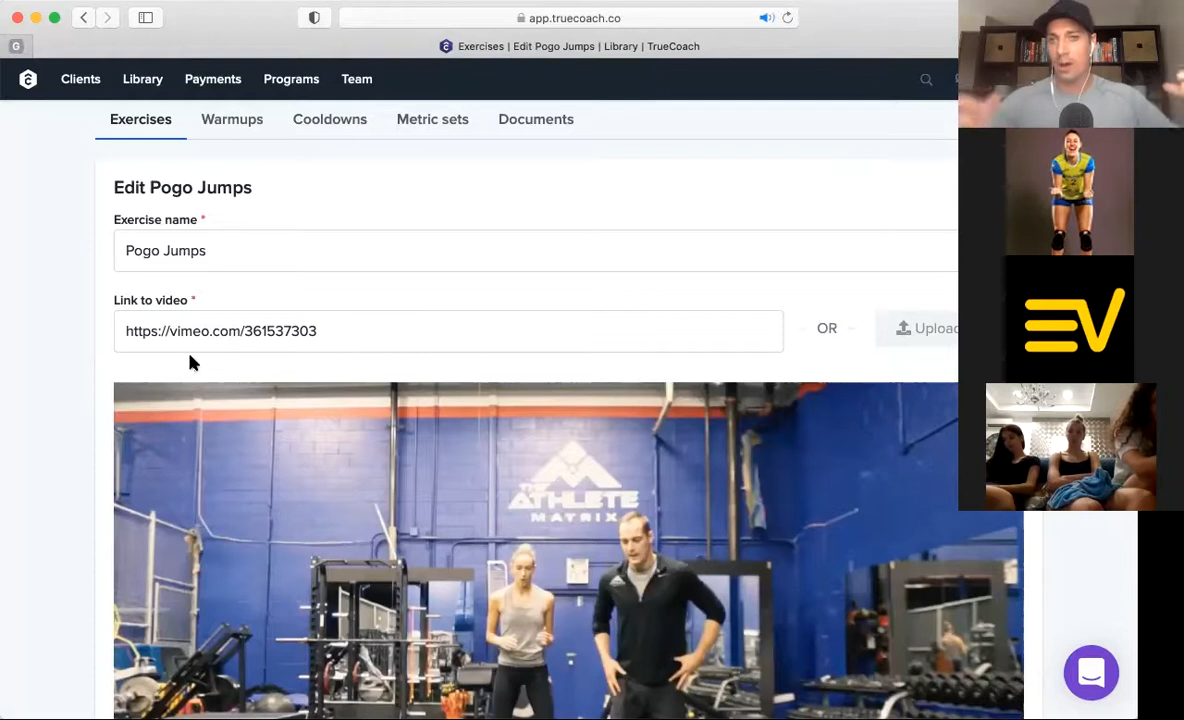 app.truecoach.co
G
Exercises | Edit Pogo Jumps | Library | TrueCoach
Clients Library Payments Programs Team
Exercises Warmups Cooldowns Metric sets Documents
Edit Pogo Jumps
Exercise name *
Pogo Jumps
Link to video *
https://vimeo.com/361537303
OR
Upload
EV
ATHLETE
MATRIX